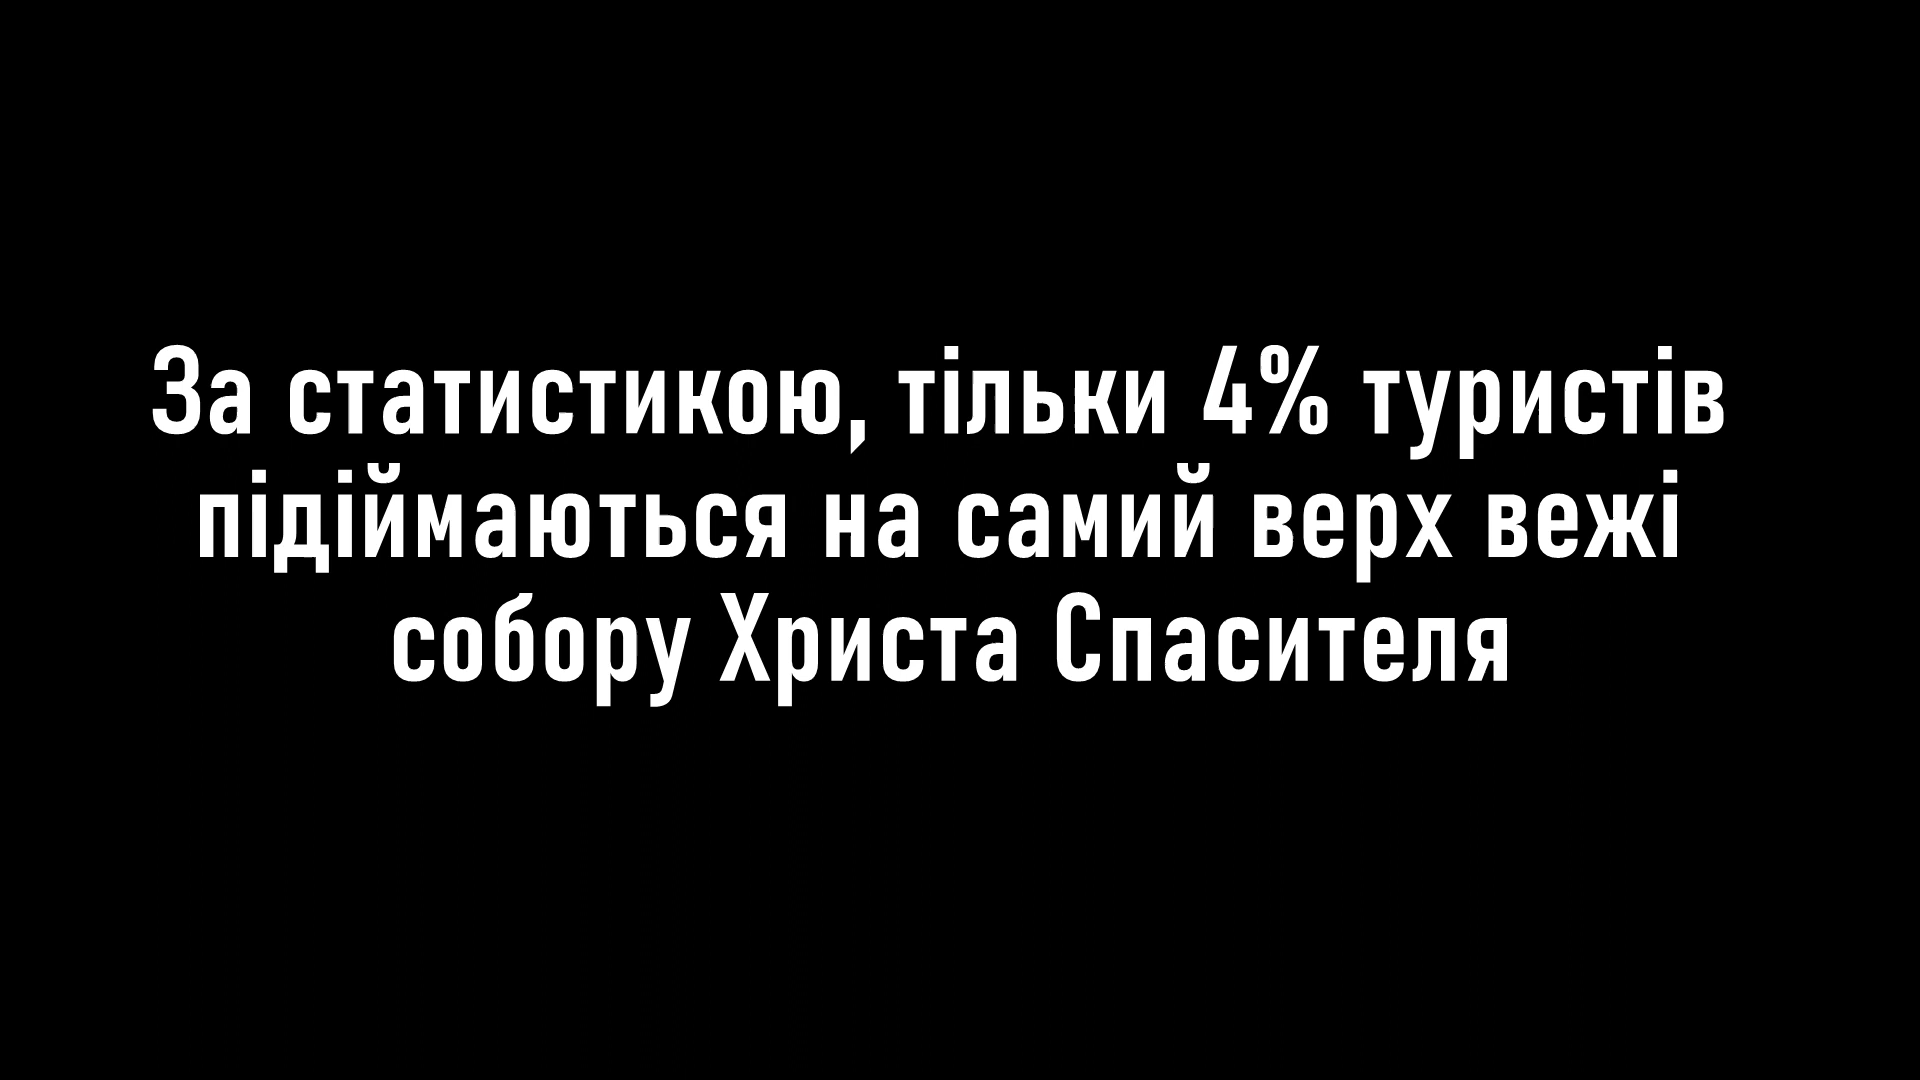 За статистикою, тільки 4% туристів
підіймаються на самий верх вежі
собору Христа Спасителя